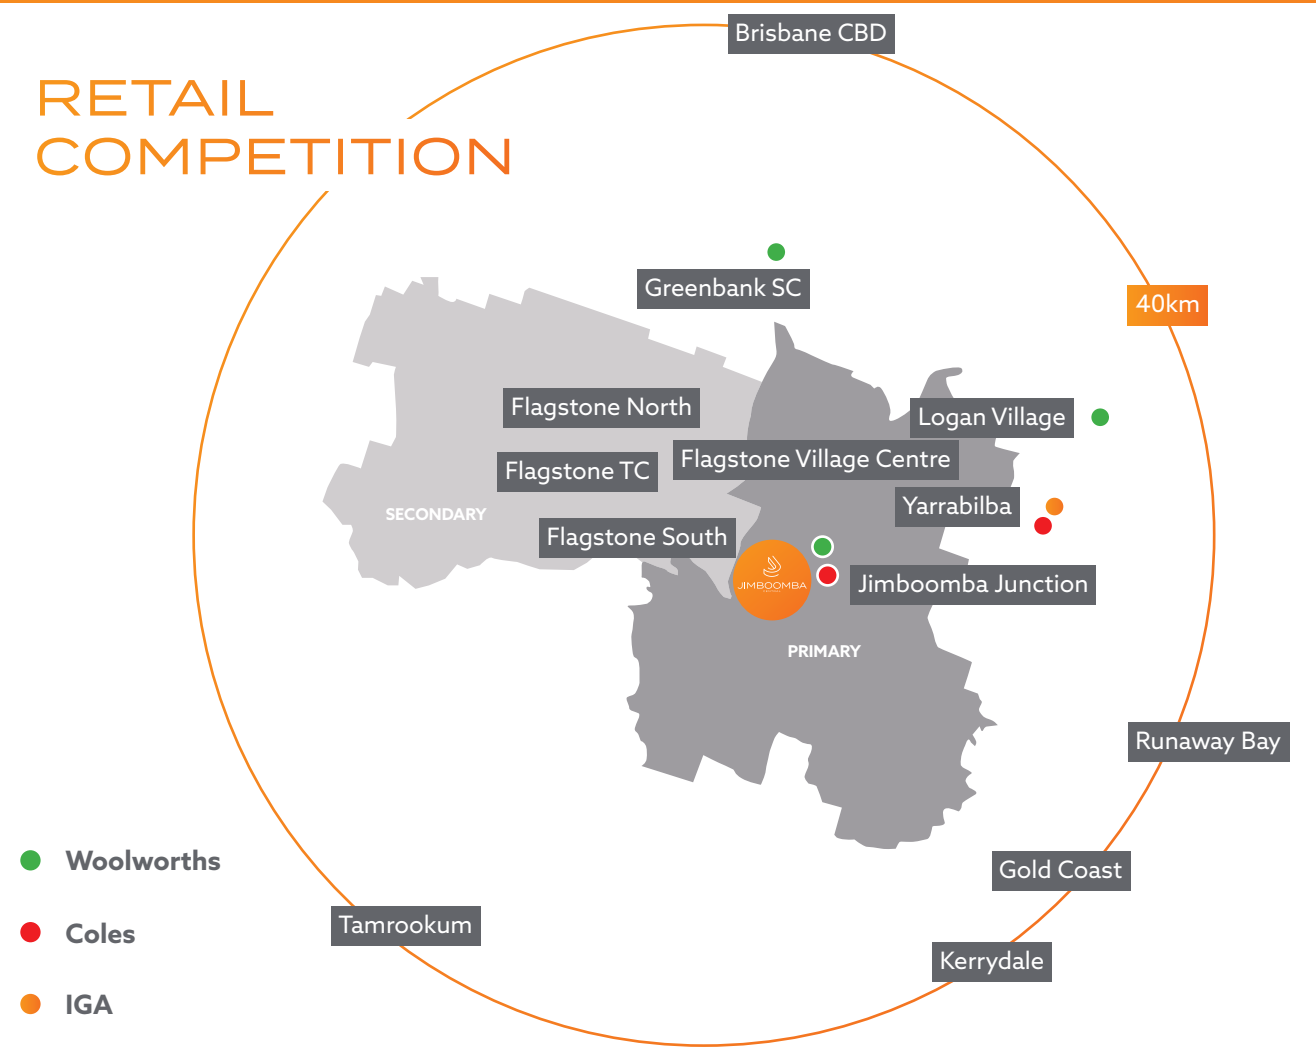 RETAIL
COMPETITION
Brisbane CBD
Greenbank SC
40km
Flagstone North
Logan Village
Flagstone TC
Flagstone Village Centre
SECONDARY
Yarrabilba
Flagstone South
JIMBOOMBA
Jimboomba Junction
PRIMARY
Runaway Bay
Woolworths
Gold Coast
Coles
Tamrookum
Kerrydale
IGA